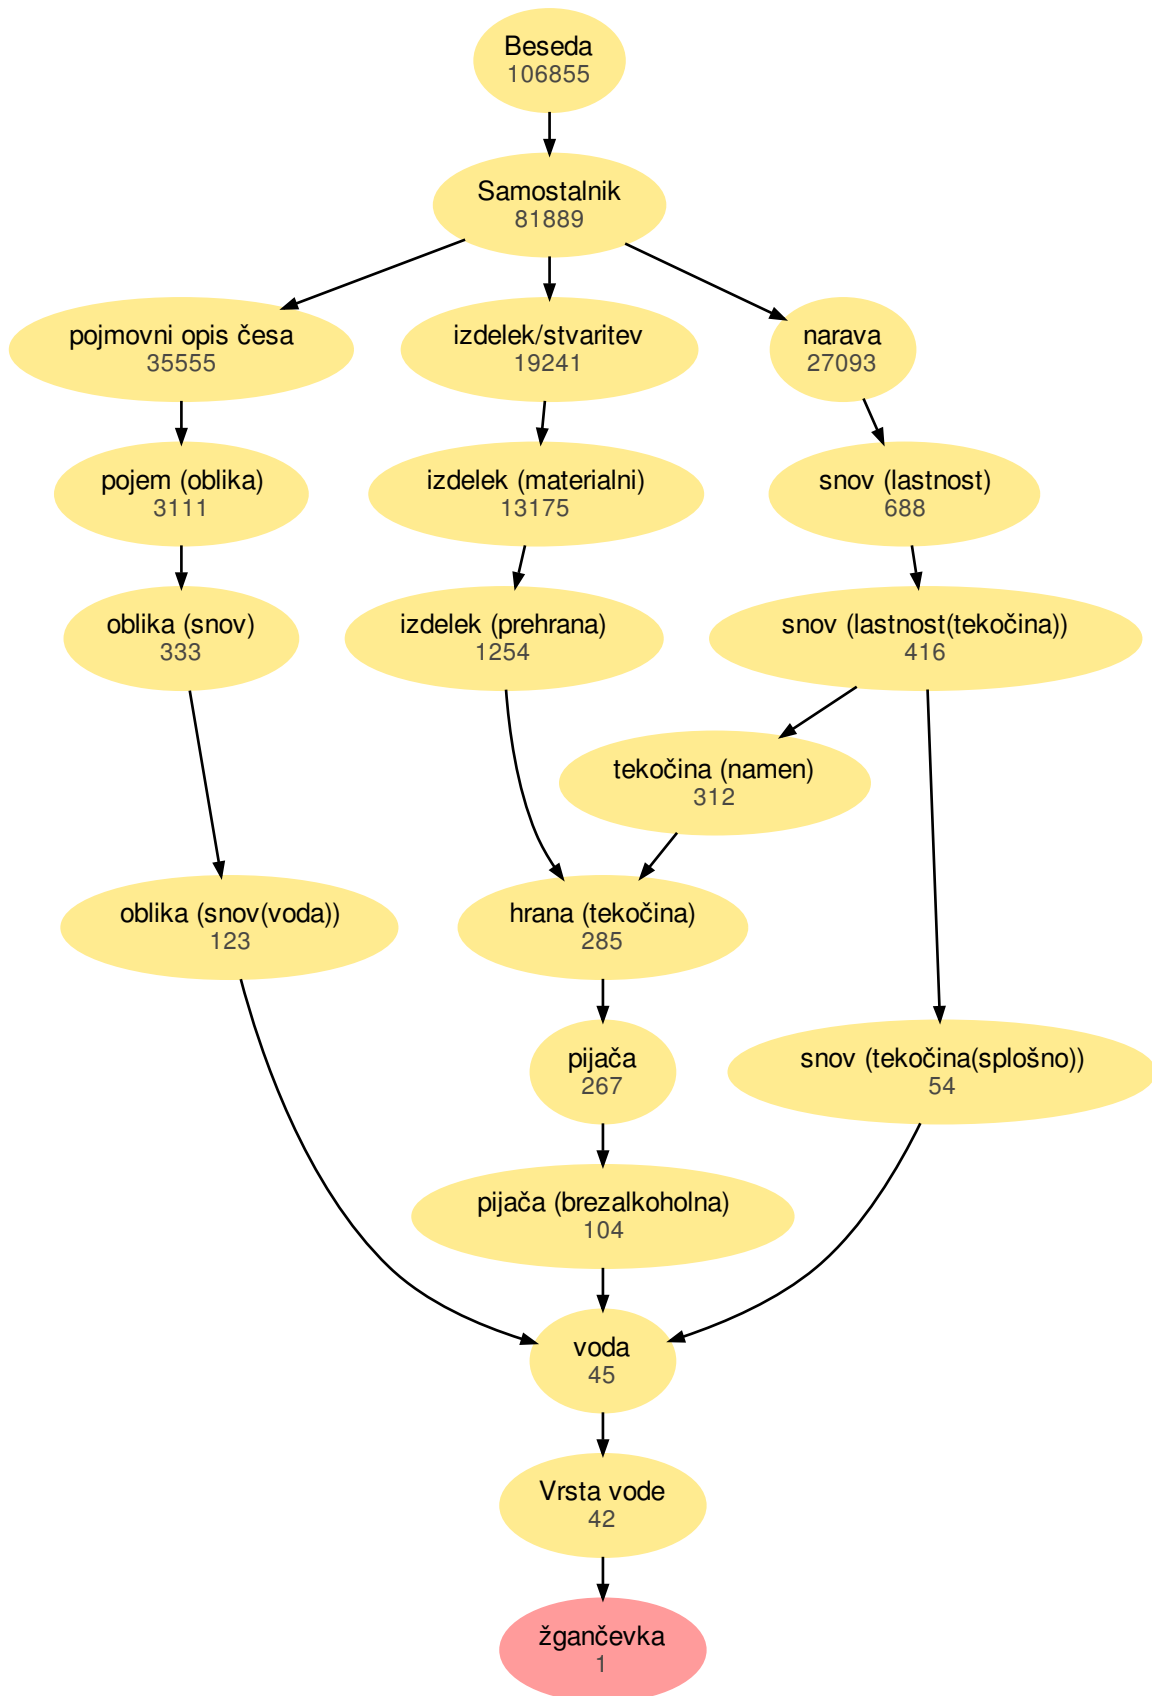 Beseda
106855
Samostalnik
81889
pojmovni opis česa
35555
izdelek/stvaritev
19241
narava
27093
pojem (oblika)
3111
izdelek (materialni)
13175
snov (lastnost)
688
oblika (snov)
333
izdelek (prehrana)
1254
snov (lastnost(tekočina))
416
tekočina (namen)
312
oblika (snov(voda))
123
hrana (tekočina)
285
pijača
267
snov (tekočina(splošno))
54
pijača (brezalkoholna)
104
voda
45
Vrsta vode
42
žgančevka
1